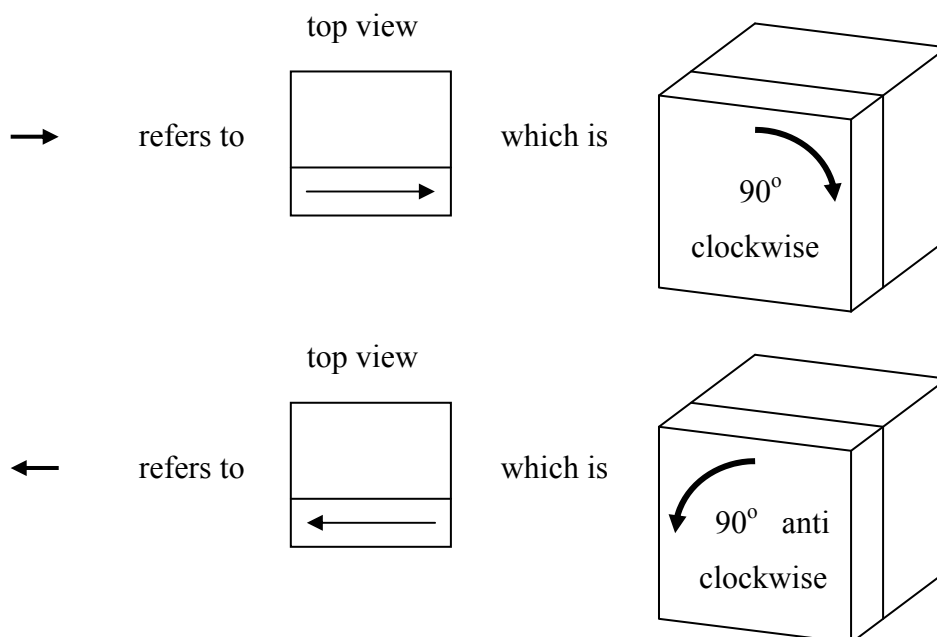 top view
refers to
which is
90°
clockwise
top view
refers to
which is
90° anti
clockwise